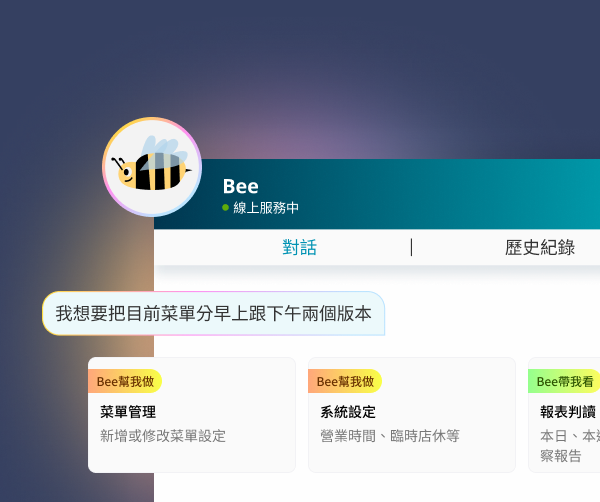 Bee
線上服務中
對話 | 歷史紀錄
我想要把目前菜單分早上跟下午兩個版本
Bee幫我做
菜單管理
新增或修改菜單設定
Bee幫我做
系統設定
營業時間、臨時店休等
Bee帶我看
報表判讀
本日、本
察報告